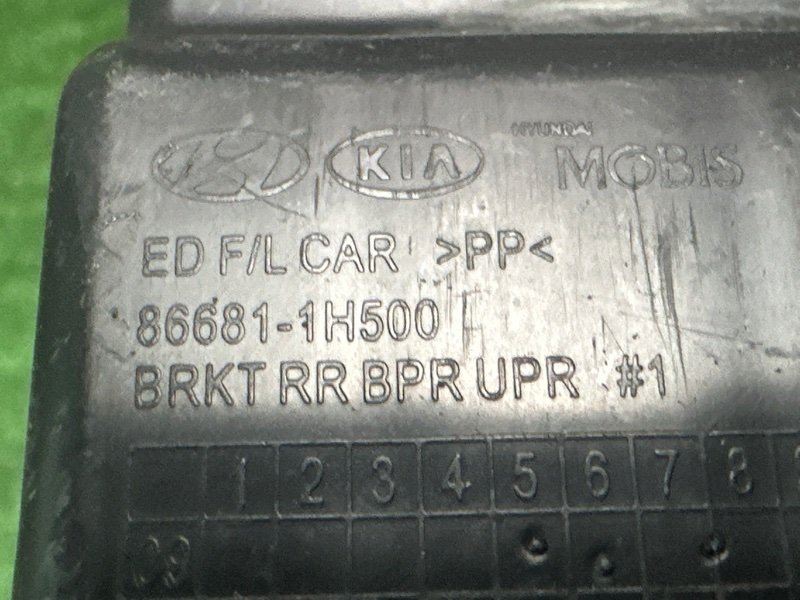 KIA
HYUNDAI
MOBIS
ED F/L CAR >PP<
86681-1H500
BRKT RR BPR UPR #1
1 2 3 4 5 6 7 8
09